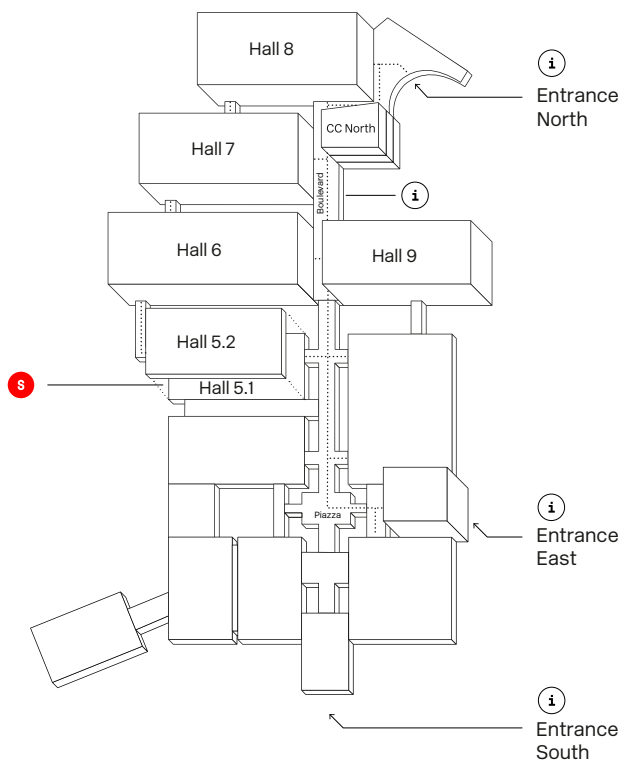 Hall 8
i
Entrance
North
CC North
Hall 7
Boulevard
i
Hall 6
Hall 9
Hall 5.2
S
Hall 5.1
i
Entrance
East
Piazza
i
Entrance
South